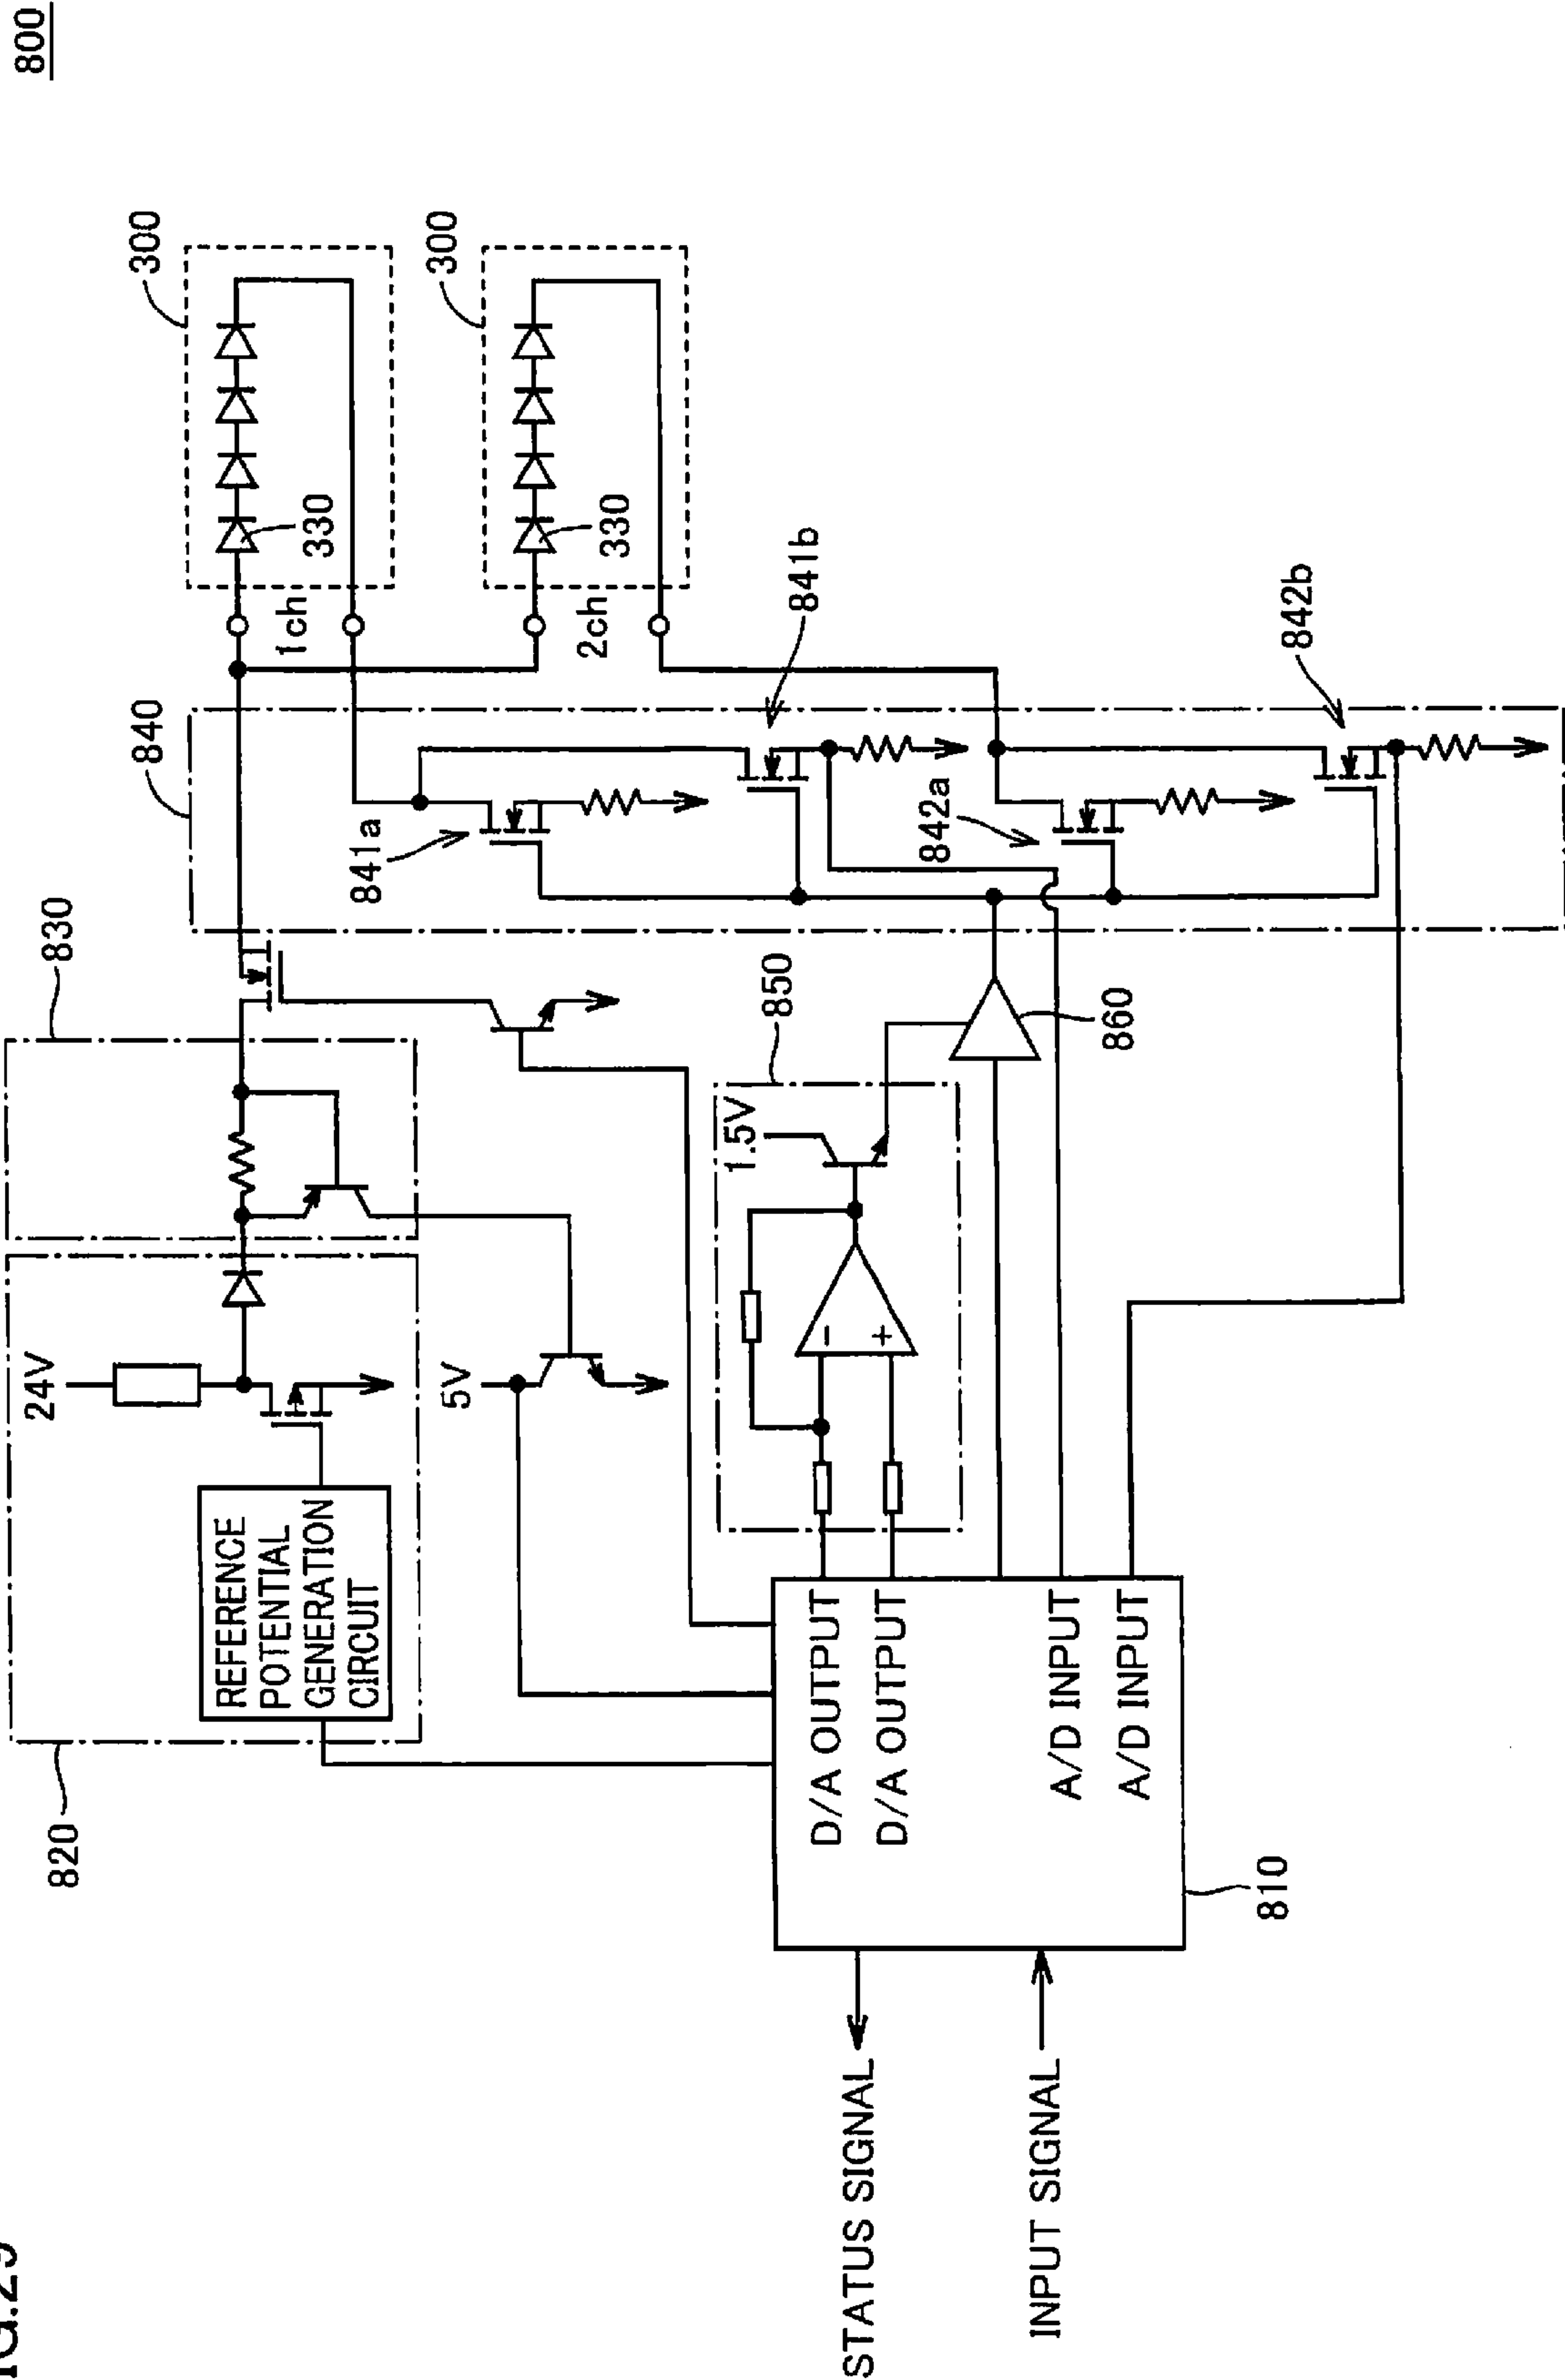 800
830
840
300
1ch
330
300
2ch
330
820
24V
REFERENCE
POTENTIAL
GENERATION
CIRCUIT
5V
841a
841b
850
1.5V
842a
842b
860
D/A OUTPUT
D/A OUTPUT
A/D INPUT
A/D INPUT
810
STATUS SIGNAL
INPUT SIGNAL